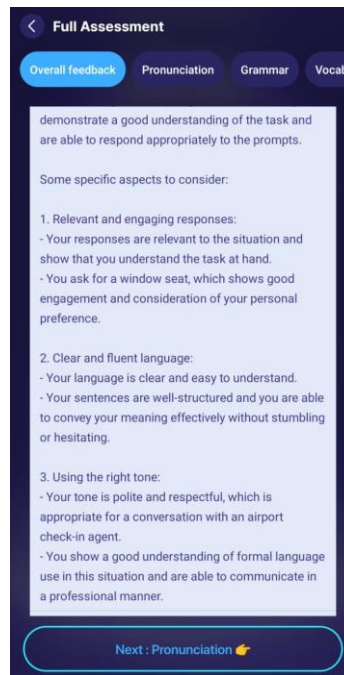 Full Assessment
Overall feedback Pronunciation Grammar Vocab
demonstrate a good understanding of the task and
are able to respond appropriately to the prompts.
Some specific aspects to consider:
1. Relevant and engaging responses:
- Your responses are relevant to the situation and
show that you understand the task at hand.
- You ask for a window seat, which shows good
engagement and consideration of your personal
preference.
2. Clear and fluent language:
- Your language is clear and easy to understand.
- Your sentences are well-structured and you are able
to convey your meaning effectively without stumbling
or hesitating.
3. Using the right tone:
- Your tone is polite and respectful, which is
appropriate for a conversation with an airport
check-in agent.
- You show a good understanding of formal language
use in this situation and are able to communicate in
a professional manner.
Next : Pronunciation 👉